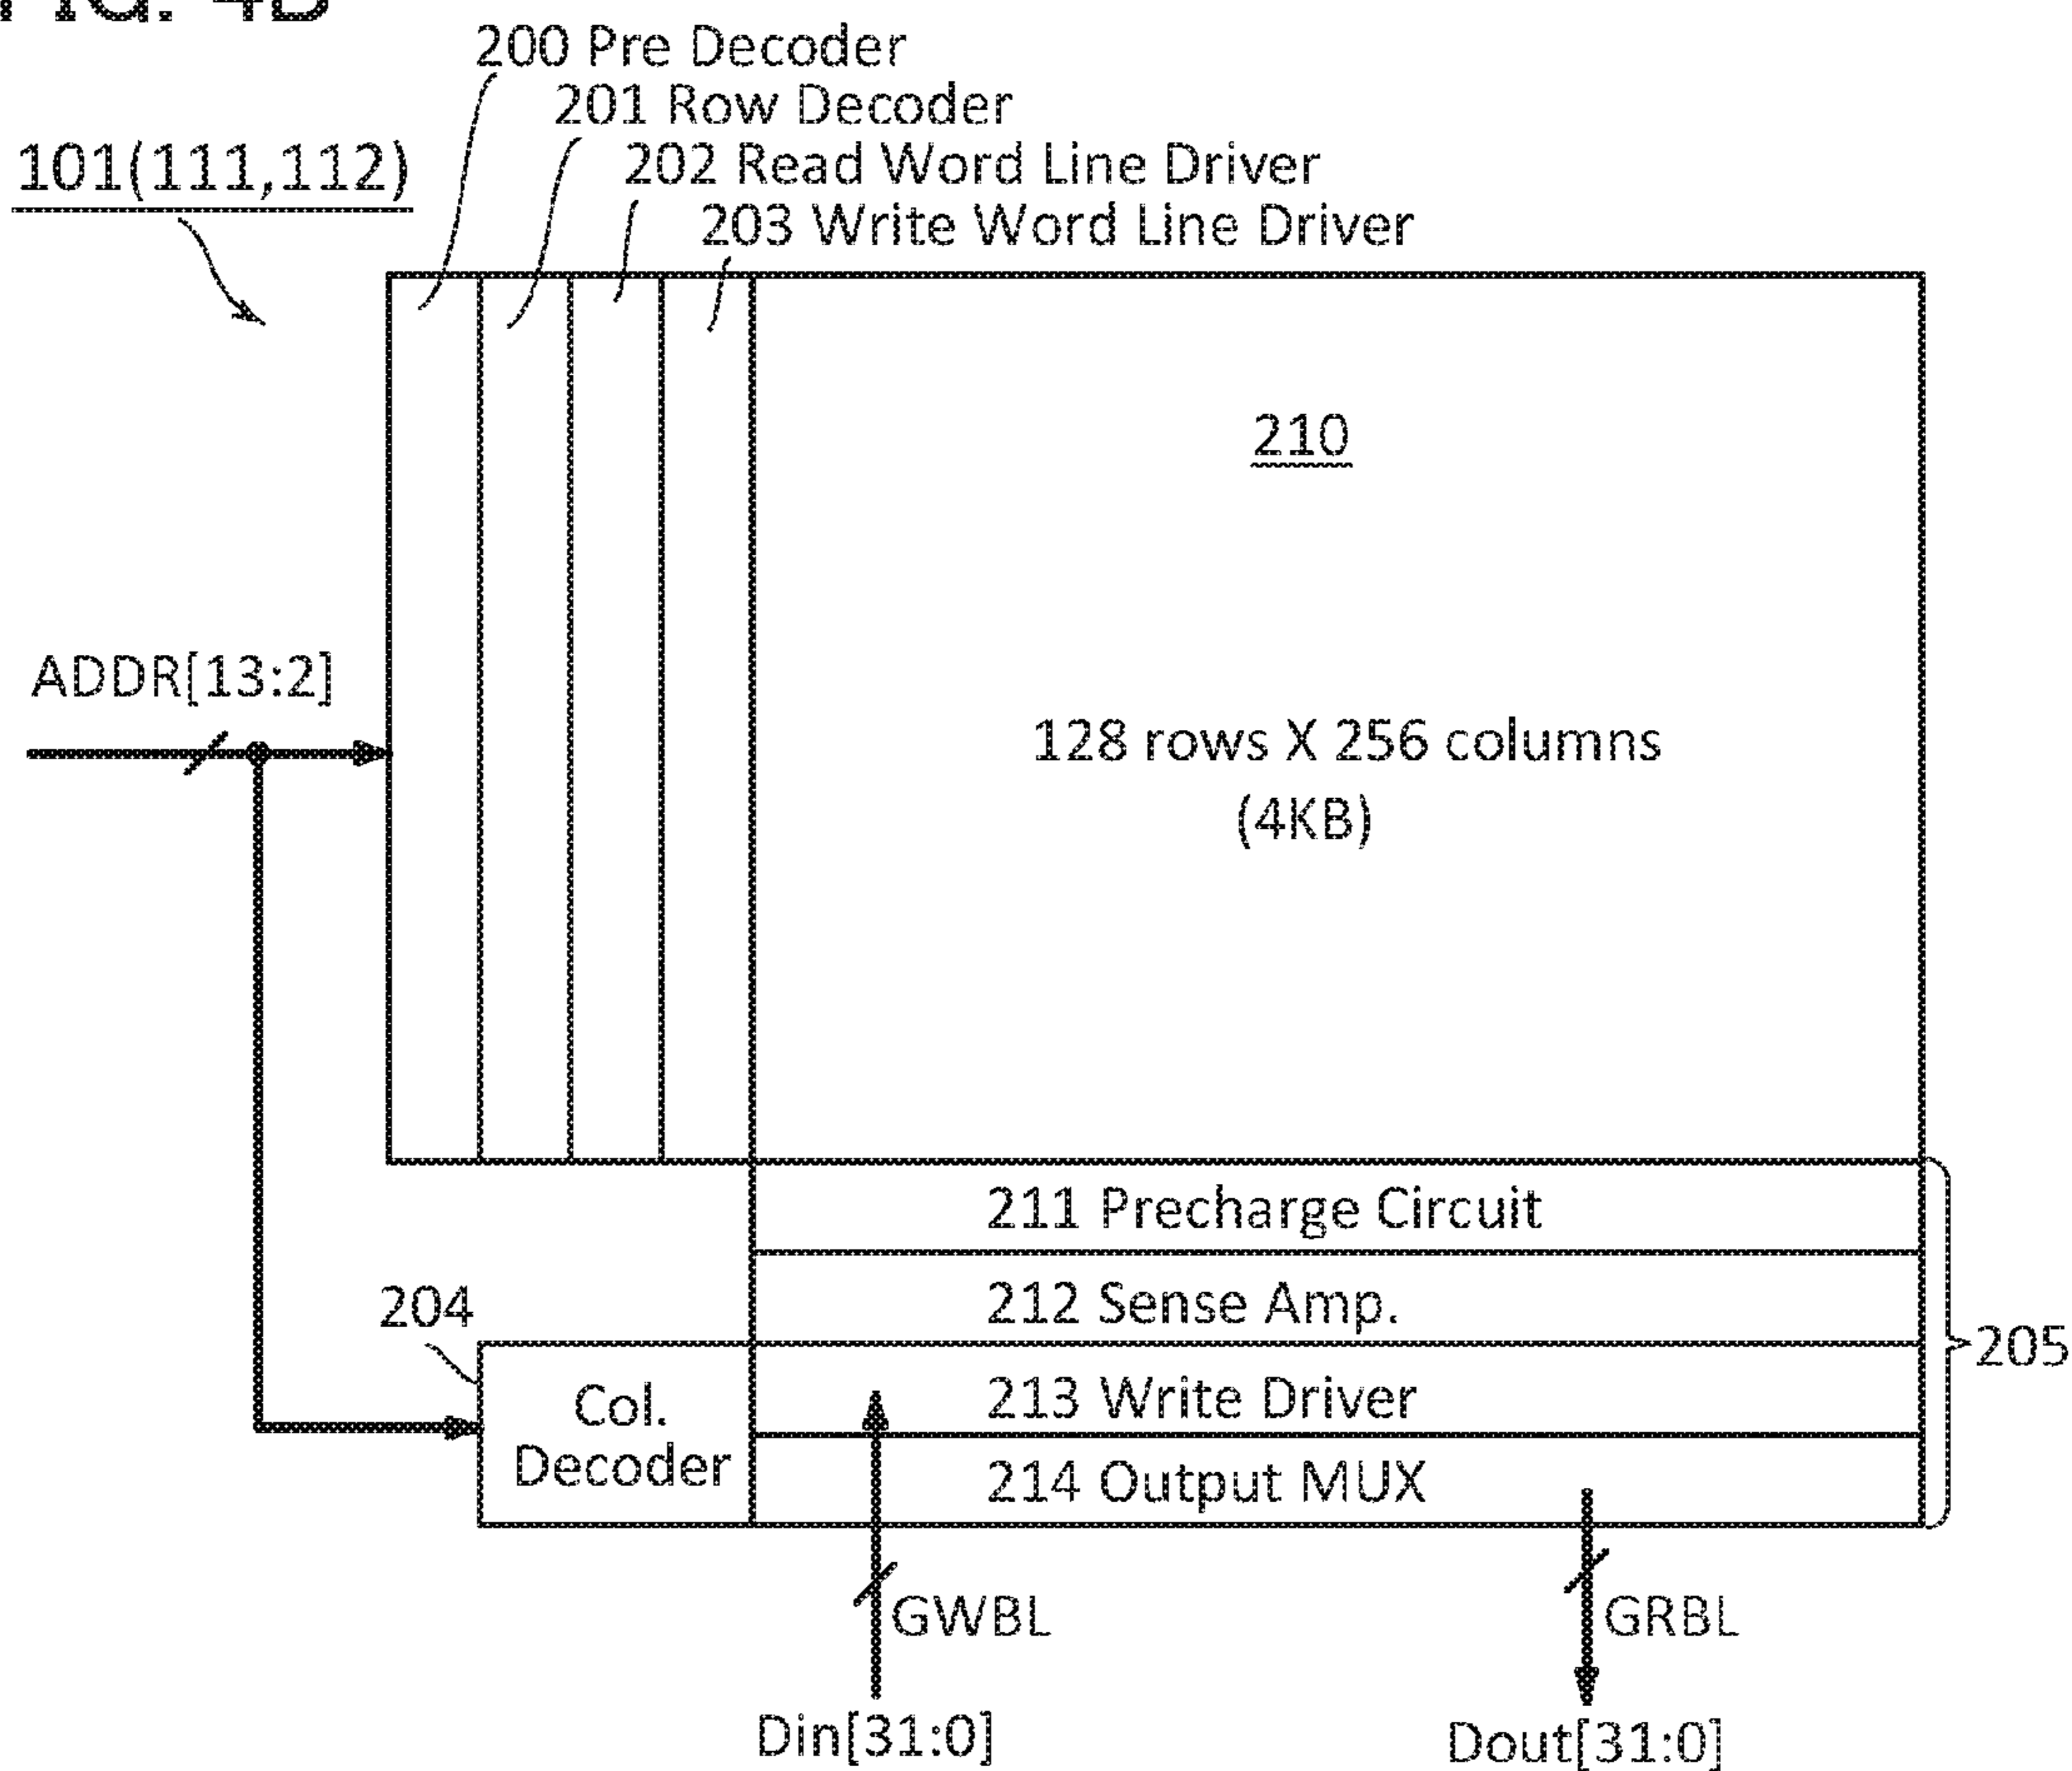 FIG. 4B
200 Pre Decoder
201 Row Decoder
101(111,112)
202 Read Word Line Driver
203 Write Word Line Driver
210
ADDR[13:2]
128 rows X 256 columns
(4KB)
211 Precharge Circuit
204
212 Sense Amp.
205
Col.
Decoder
213 Write Driver
214 Output MUX
GWBL
GRBL
Din[31:0]
Dout[31:0]